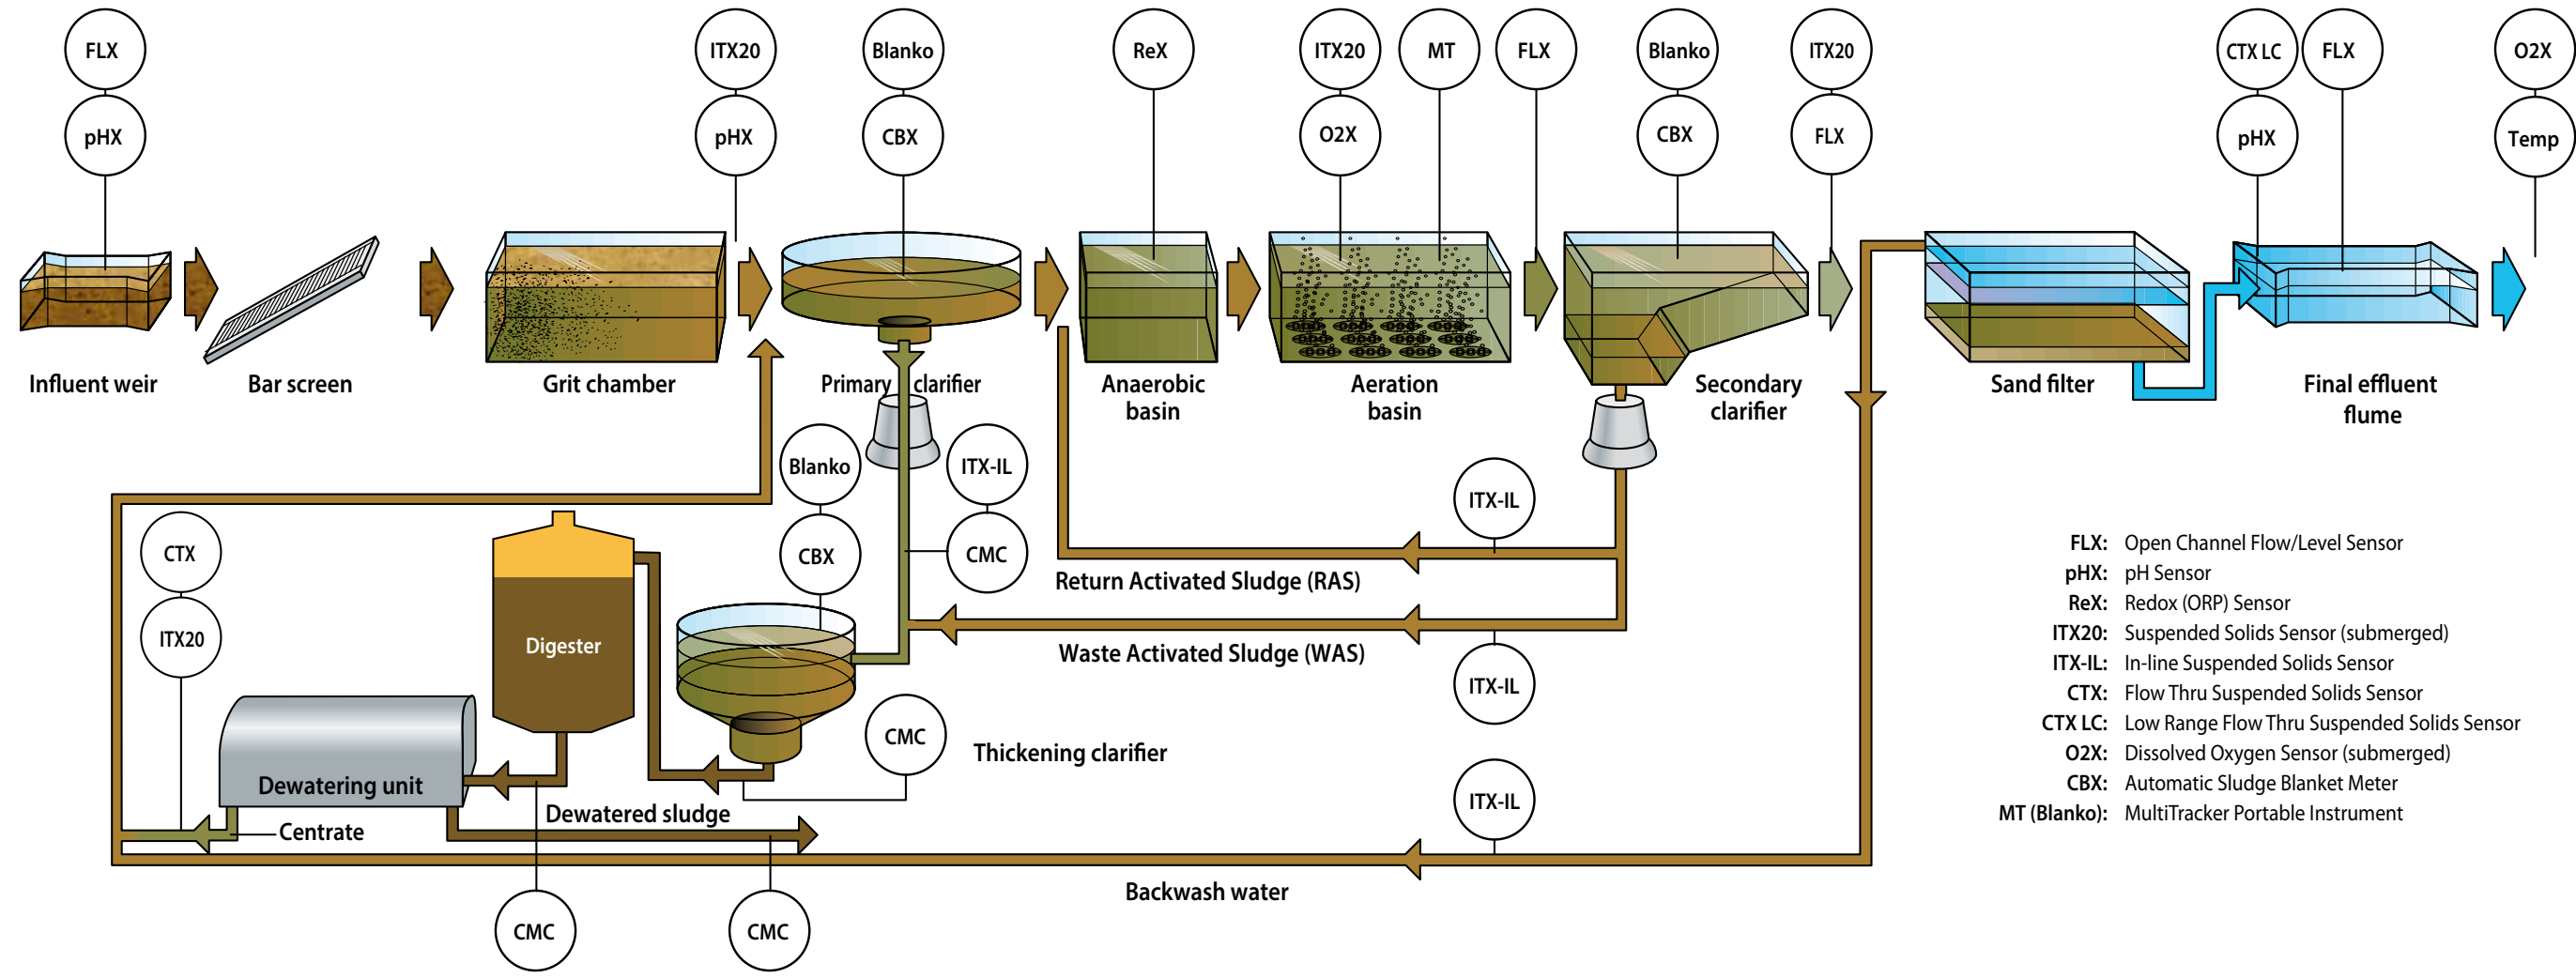 FLX
ITX20
Blanko
ReX
ITX20
MT
FLX
Blanko
ITX20
CTX LC
FLX
O2X
pHX
pHX
CBX
O2X
CBX
FLX
pHX
Temp
Influent weir
Bar screen
Grit chamber
Primary clarifier
Anaerobic
basin
Aeration
basin
Secondary
clarifier
Sand filter
Final effluent
flume
Blanko
ITX-IL
ITX-IL
CTX
CBX
CMC
Return Activated Sludge (RAS)
ITX20
Digester
Waste Activated Sludge (WAS)
ITX-IL
CMC
Thickening clarifier
Dewatering unit
Dewatered sludge
ITX-IL
Centrate
Backwash water
CMC
CMC
FLX: Open Channel Flow/Level Sensor
pHX: pH Sensor
ReX: Redox (ORP) Sensor
ITX20: Suspended Solids Sensor (submerged)
ITX-IL: In-line Suspended Solids Sensor
CTX: Flow Thru Suspended Solids Sensor
CTX LC: Low Range Flow Thru Suspended Solids Sensor
O2X: Dissolved Oxygen Sensor (submerged)
CBX: Automatic Sludge Blanket Meter
MT (Blanko): MultiTracker Portable Instrument